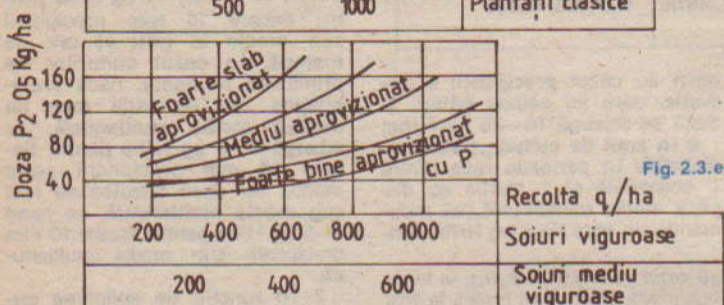 500 1000 Plantații clasice
Doza P2 O5 Kg/ha
160
120
80
40
Foarte slab
aprovizionat
Mediu aprovizionat
Foarte bine aprovizionat
cu P
Fig. 2.3.e
Recolta q/ha
200 400 600 800 1000 Soiuri viguroase
200 400 600 Soiuri mediu
viguroase